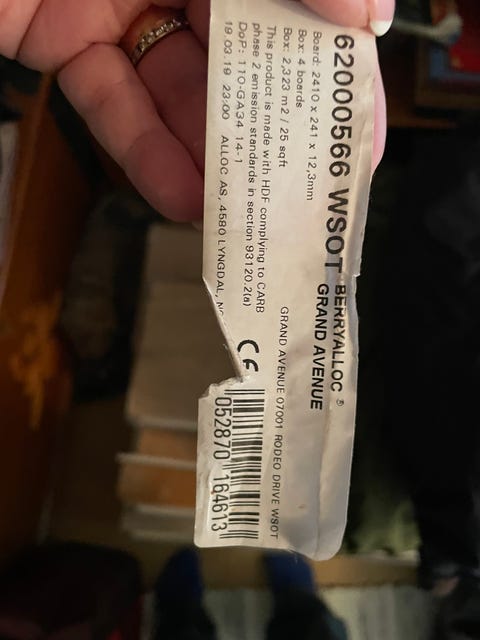 62000566 WSOT
BERRYALLOC ®
GRAND AVENUE
Board: 2410 x 241 x 12,3mm
Box: 4 boards
Box: 2,323 m2 / 25 sqft
GRAND AVENUE 07001 RODEO DRIVE WSOT
This product is made with HDF complying to CARB
phase 2 emission standards in section 93120.2(a)
DoP: 110-GA34 14-1
CE
19.03.19 23:00 ALLOC AS, 4580 LYNGDAL,
052870 164613